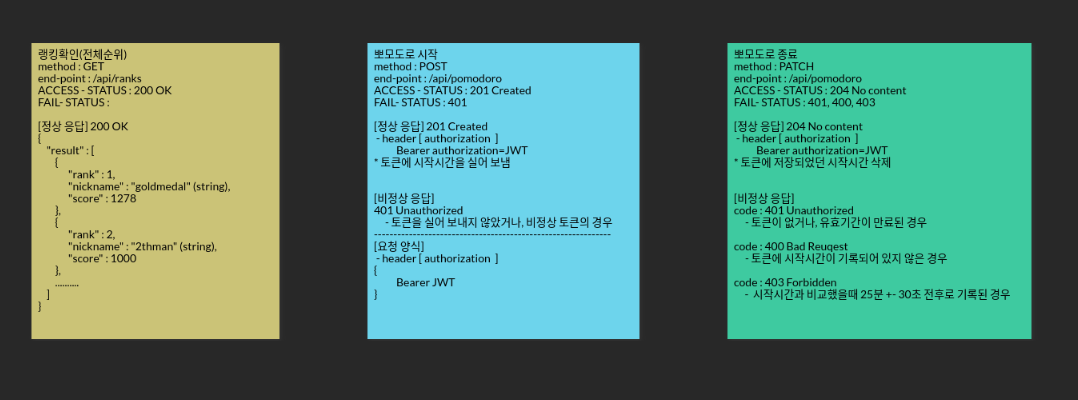 랭킹확인(전체순위)
method : GET
end-point : /api/ranks
ACCESS - STATUS : 200 OK
FAIL- STATUS :
[정상 응답] 200 OK
{
"result" : [
{
"rank" : 1,
"nickname" : "goldmedal" (string),
"score" : 1278
},
{
"rank" : 2,
"nickname" : "2thman" (string),
"score" : 1000
},
..........
]
}
뽀모도로 시작
method : POST
end-point : /api/pomodoro
ACCESS - STATUS : 201 Created
FAIL- STATUS : 401
[정상 응답] 201 Created
- header [ authorization ]
Bearer authorization=JWT
* 토큰에 시작시간을 실어 보냄
[비정상 응답]
401 Unauthorized
- 토큰을 실어 보내지 않았거나, 비정상 토큰의 경우
------------------------------------------------------------
[요청 양식]
- header [ authorization ]
{
Bearer JWT
}
뽀모도로 종료
method : PATCH
end-point : /api/pomodoro
ACCESS - STATUS : 204 No content
FAIL- STATUS : 401, 400, 403
[정상 응답] 204 No content
- header [ authorization ]
Bearer authorization=JWT
* 토큰에 저장되었던 시작시간 삭제
[비정상 응답]
code : 401 Unauthorized
- 토큰이 없거나, 유효기간이 만료된 경우
code : 400 Bad Reuqest
- 토큰에 시작시간이 기록되어 있지 않은 경우
code : 403 Forbidden
- 시작시간과 비교했을때 25분 +- 30초 전후로 기록된 경우